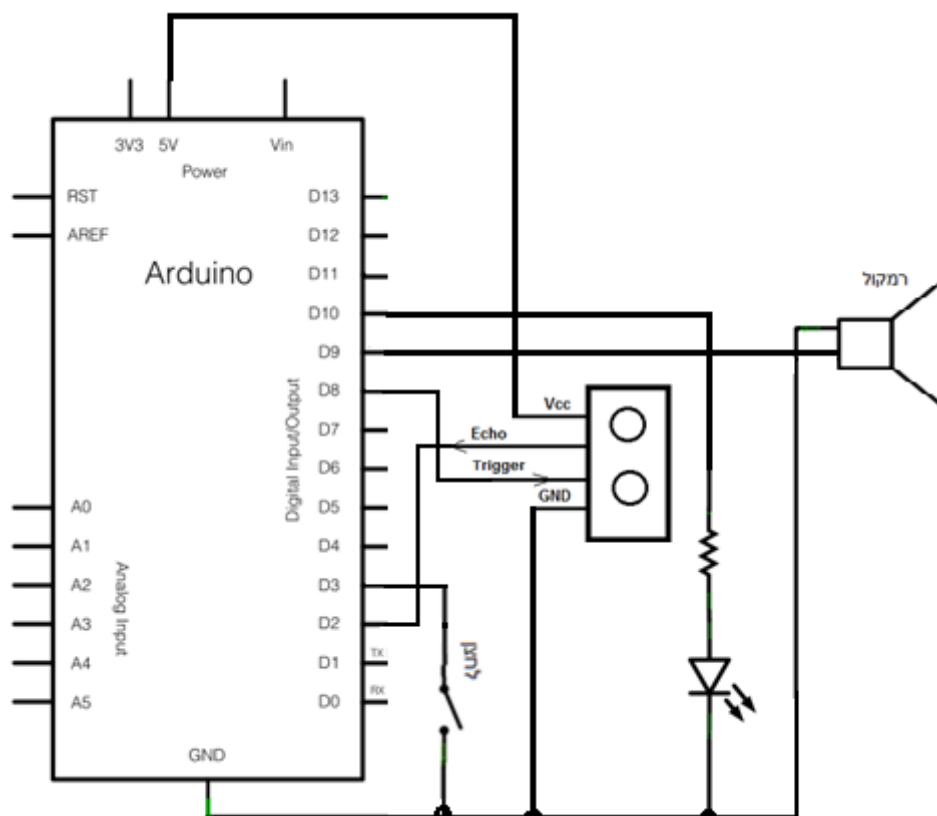 3V3 5V Vin
Power
RST
AREF
Arduino
D13
D12
D11
D10
D9
D8
D7
D6
D5
D4
D3
D2
D1
D0
TX
RX
Digital Input/Output
A0
A1
A2
A3
A4
A5
Analog Input
GND
Vcc
Echo
Trigger
GND
רמקול
לחצן